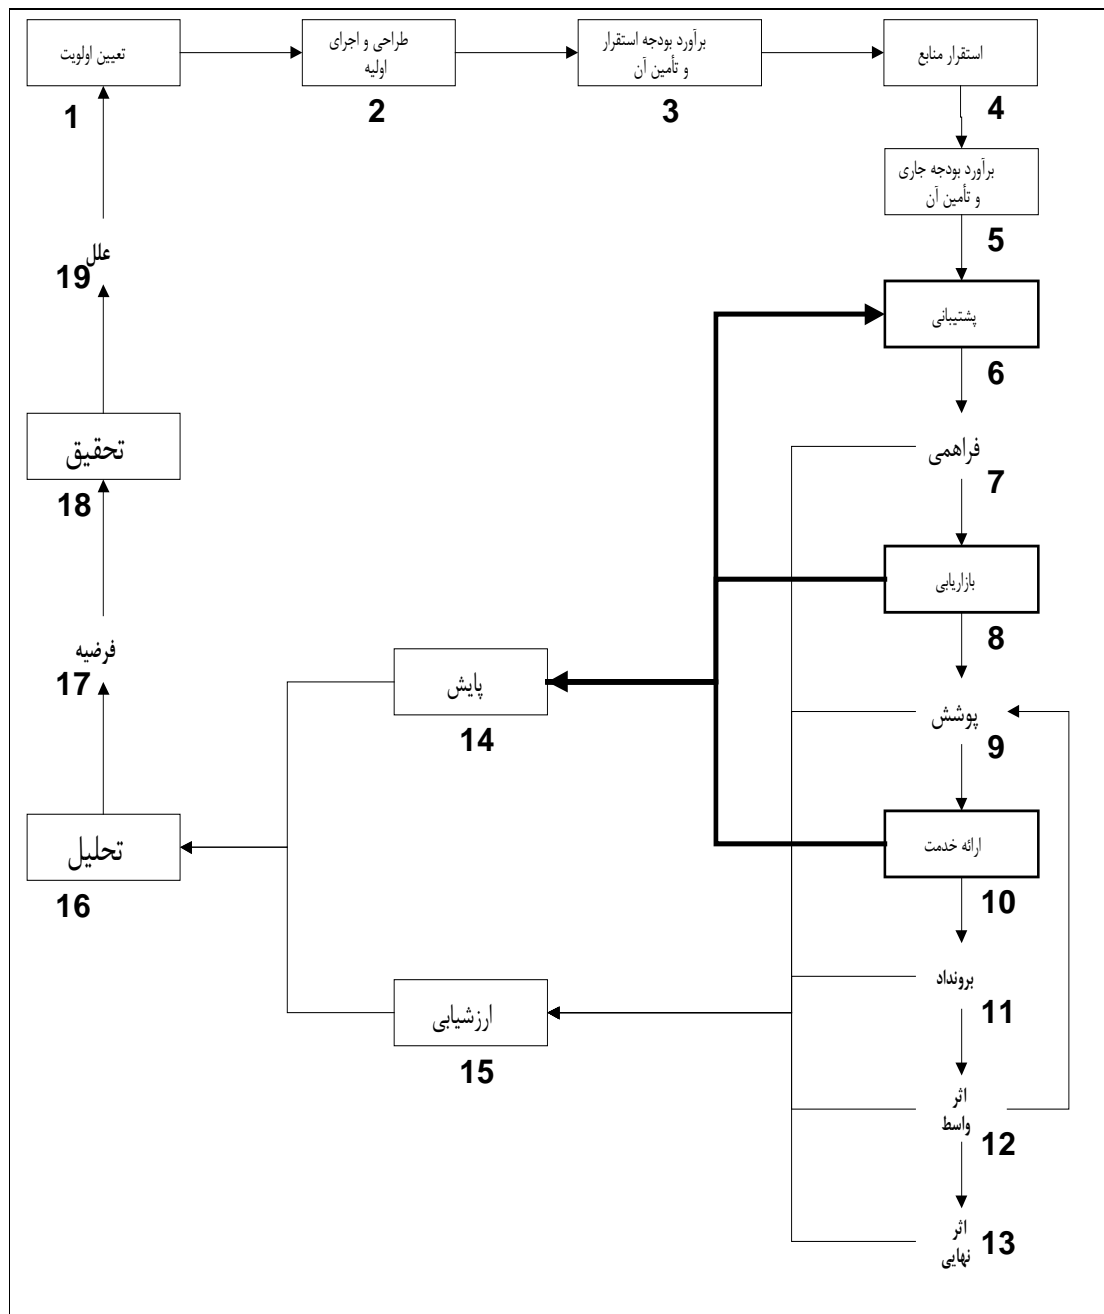 تعیین اولویت
1
طراحی و اجرای
اولیه
2
برآورد بودجه استقرار
و تأمین آن
3
استقرار منابع
4
برآورد بودجه جاری
و تأمین آن
5
پشتیبانی
6
فراهمی
7
بازاریابی
8
پوشش
9
ارائه خدمت
10
برونداد
11
اثر
واسط
12
اثر
نهایی
13
پایش
14
ارزشیابی
15
تحلیل
16
فرضیه
17
تحقیق
18
علل
19